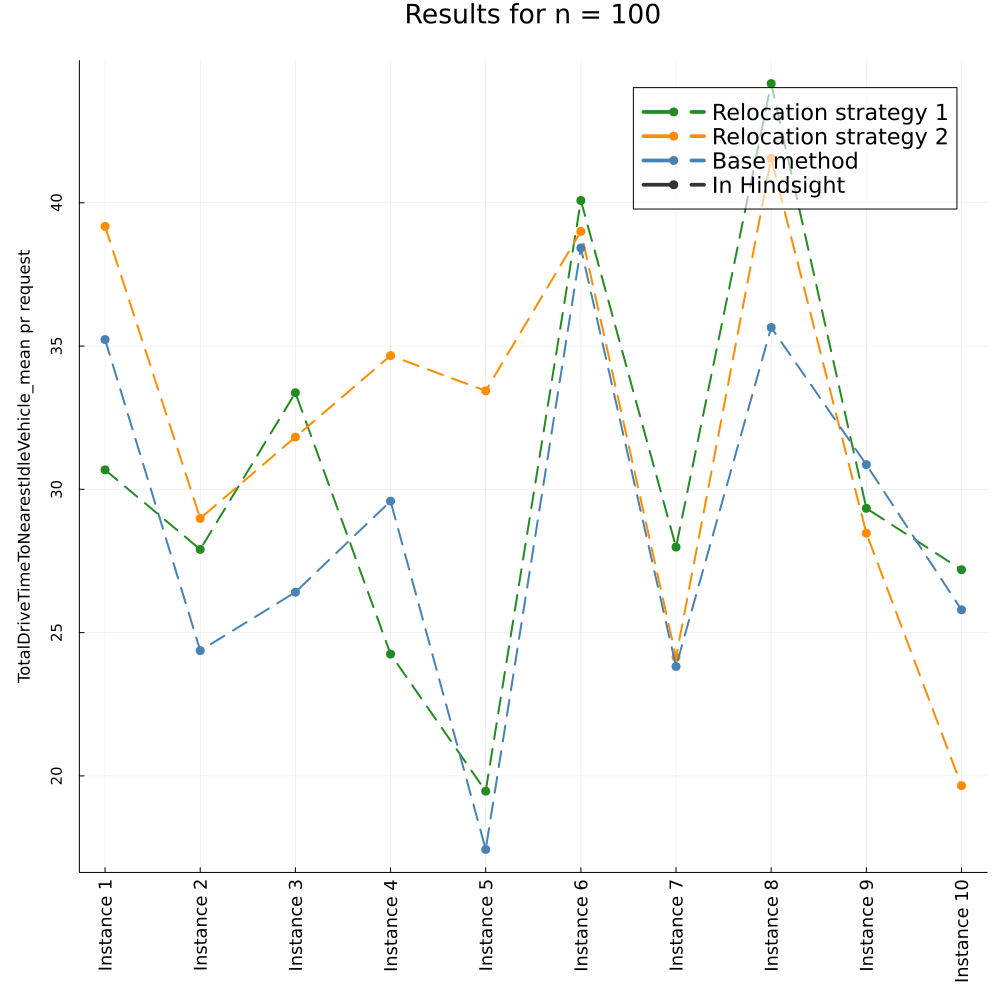 Results for n = 100
Relocation strategy 1
Relocation strategy 2
Base method
In Hindsight
TotalDriveTimeToNearestIdleVehicle_mean pr request
40
35
30
25
20
Instance 1
Instance 2
Instance 3
Instance 4
Instance 5
Instance 6
Instance 7
Instance 8
Instance 9
Instance 10